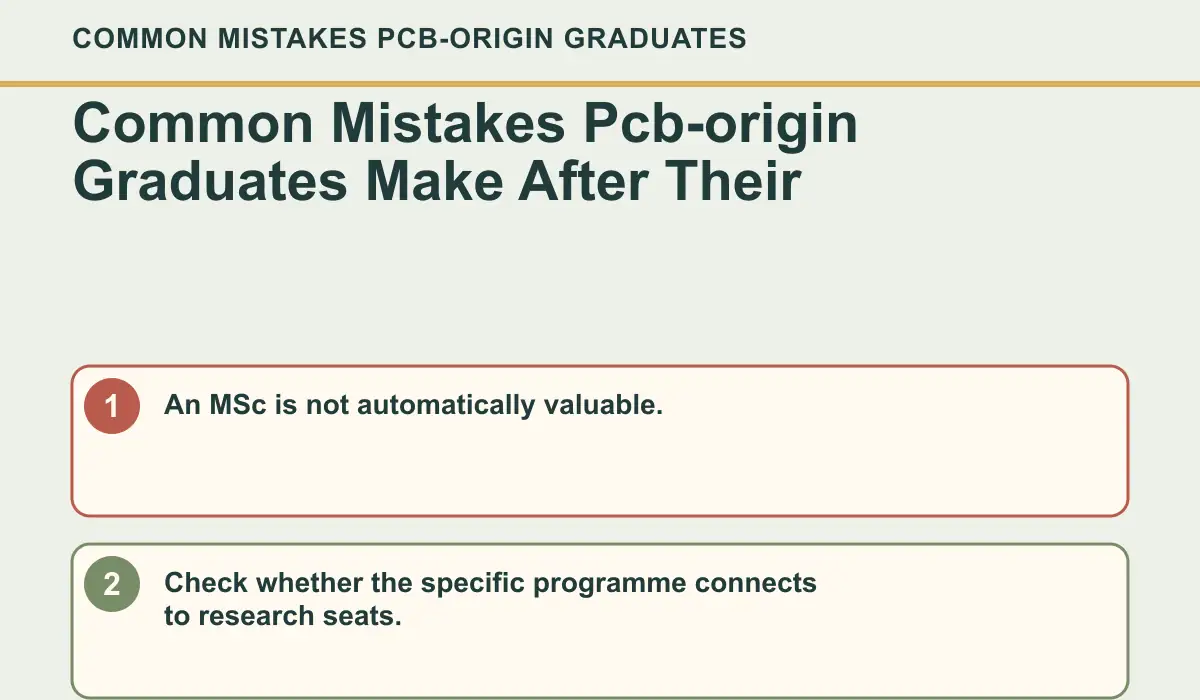 COMMON MISTAKES PCB-ORIGIN GRADUATES
Common Mistakes Pcb-origin
Graduates Make After Their
1
An MSc is not automatically valuable.
2
Check whether the specific programme connects
to research seats.